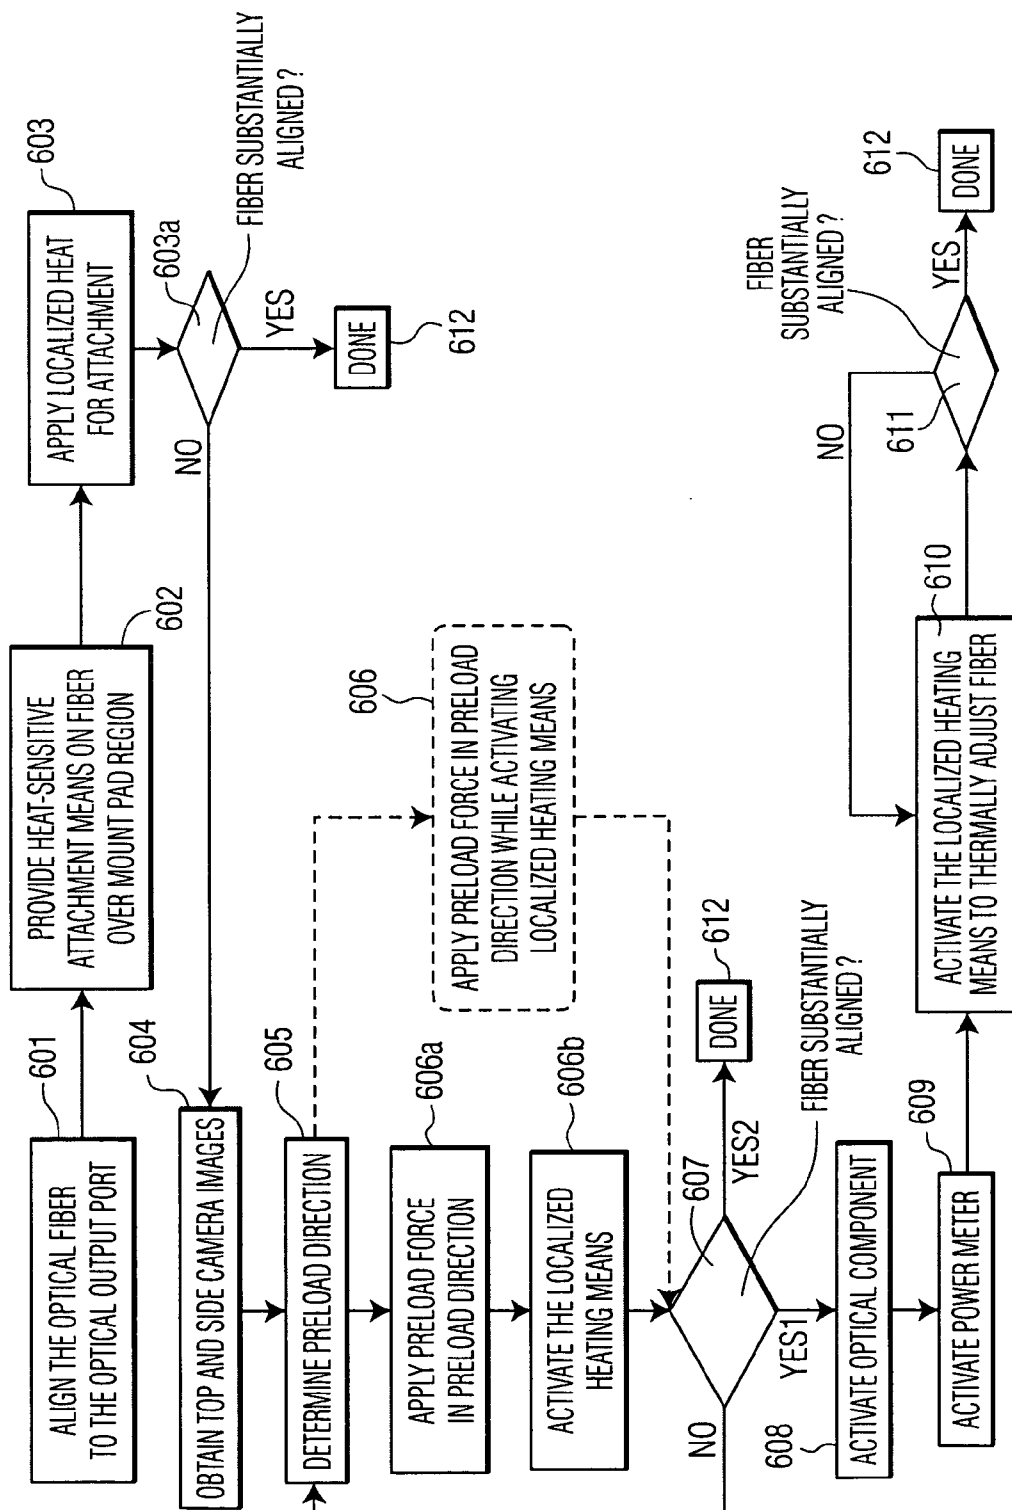 601
ALIGN THE OPTICAL FIBER
TO THE OPTICAL OUTPUT PORT
602
PROVIDE HEAT-SENSITIVE
ATTACHMENT MEANS ON FIBER
OVER MOUNT PAD REGION
603
APPLY LOCALIZED HEAT
FOR ATTACHMENT
603a
FIBER SUBSTANTIALLY
ALIGNED ?
NO
YES
DONE
612
604
OBTAIN TOP AND SIDE CAMERA IMAGES
605
DETERMINE PRELOAD DIRECTION
606
APPLY PRELOAD FORCE IN PRELOAD
DIRECTION WHILE ACTIVATING
LOCALIZED HEATING MEANS
606a
APPLY PRELOAD FORCE
IN PRELOAD DIRECTION
606b
ACTIVATE THE LOCALIZED
HEATING MEANS
607
FIBER SUBSTANTIALLY
ALIGNED ?
NO
YES2
612
DONE
YES1
608
ACTIVATE OPTICAL COMPONENT
609
ACTIVATE POWER METER
610
ACTIVATE THE LOCALIZED HEATING
MEANS TO THERMALLY ADJUST FIBER
611
FIBER
SUBSTANTIALLY
ALIGNED ?
NO
YES
612
DONE